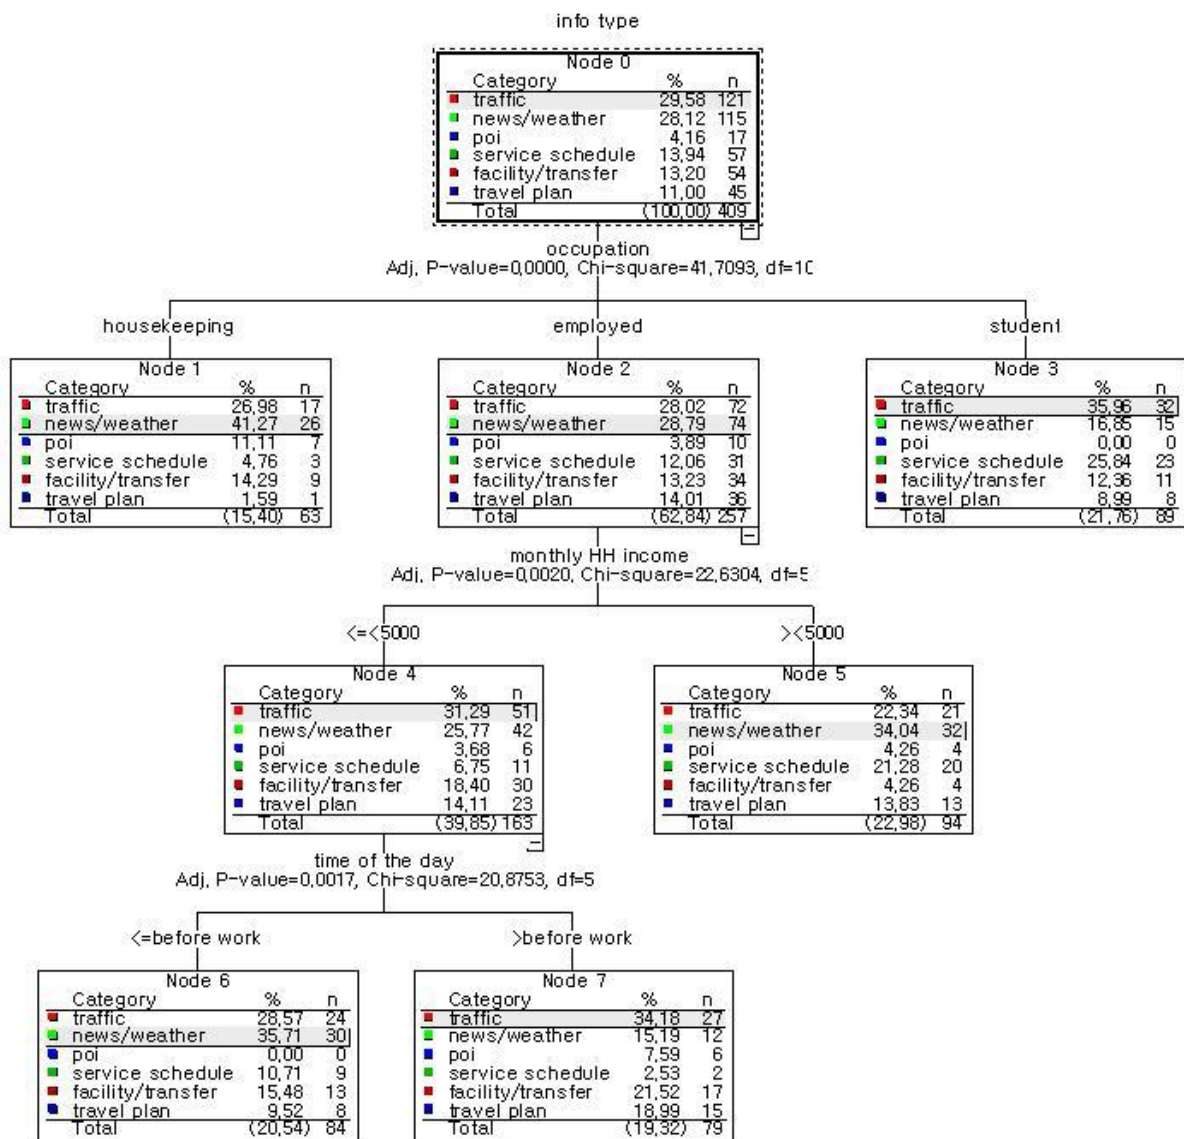 info type
Node 0
Category % n
traffic 29,58 121
news/weather 28,12 115
poi 4,16 17
service schedule 13,94 57
facility/transfer 13,20 54
travel plan 11,00 45
Total (100,00) 409
occupation
Adj, P-value=0,0000, Chi-square=41,7093, df=10
housekeeping employed student
Node 1
Category % n
traffic 26,98 17
news/weather 41,27 26
poi 11,11 7
service schedule 4,76 3
facility/transfer 14,29 9
travel plan 1,59 1
Total (15,40) 63
Node 2
Category % n
traffic 28,02 72
news/weather 28,79 74
poi 3,89 10
service schedule 12,06 31
facility/transfer 13,23 34
travel plan 14,01 36
Total (62,84) 257
Node 3
Category % n
traffic 35,96 32
news/weather 16,85 15
poi 0,00 0
service schedule 25,84 23
facility/transfer 12,36 11
travel plan 8,99 8
Total (21,76) 89
monthly HH income
Adj, P-value=0,0020, Chi-square=22,6304, df=5
<=<5000 ><5000
Node 4
Category % n
traffic 31,29 51
news/weather 25,77 42
poi 3,68 6
service schedule 6,75 11
facility/transfer 18,40 30
travel plan 14,11 23
Total (39,85) 163
Node 5
Category % n
traffic 22,34 21
news/weather 34,04 32
poi 4,26 4
service schedule 21,28 20
facility/transfer 4,26 4
travel plan 13,83 13
Total (22,98) 94
time of the day
Adj, P-value=0,0017, Chi-square=20,8753, df=5
<=before work >before work
Node 6
Category % n
traffic 28,57 24
news/weather 35,71 30
poi 0,00 0
service schedule 10,71 9
facility/transfer 15,48 13
travel plan 9,52 8
Total (20,54) 84
Node 7
Category % n
traffic 34,18 27
news/weather 15,19 12
poi 7,59 6
service schedule 2,53 2
facility/transfer 21,52 17
travel plan 18,99 15
Total (19,32) 79